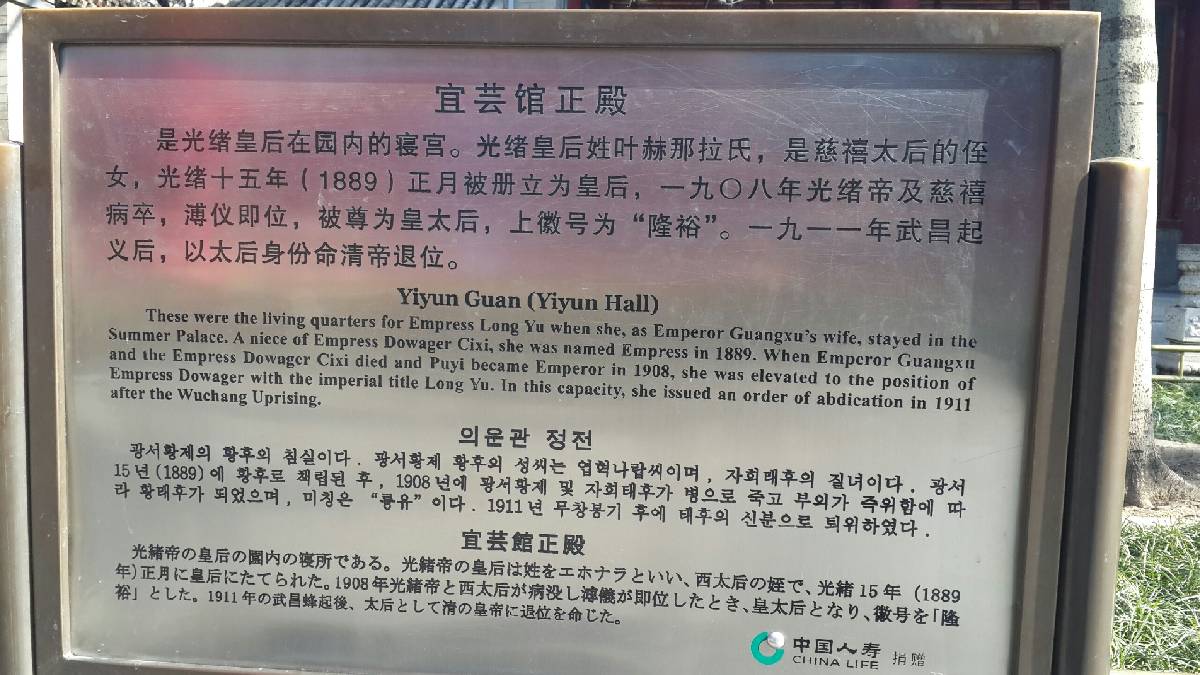 宜芸馆正殿
是光绪皇后在园内的寝宫。光绪皇后姓叶赫那拉氏，是慈禧太后的侄
女，光绪十五年（1889）正月被册立为皇后，一九〇八年光绪帝及慈禧
病卒，溥仪即位，被尊为皇太后，上徽号为“隆裕”。一九一一年武昌起
义后，以太后身份命清帝退位。
Yiyun Guan (Yiyun Hall)
These were the living quarters for Empress Long Yu when she, as Emperor Guangxu's wife, stayed in the
Summer Palace. A niece of Empress Dowager Cixi, she was named Empress in 1889. When Emperor Guangxu
and the Empress Dowager Cixi died and Puyi became Emperor in 1908, she was elevated to the position of
Empress Dowager with the imperial title Long Yu. In this capacity, she issued an order of abdication in 1911
after the Wuchang Uprising.
의운관 정전
광서황제의 황후의 침실이다. 광서황제 황후의 성씨는 엽혁나랍씨이며, 자희태후의 질녀이다. 광서
15년(1889)에 황후로 책립된 후, 1908년에 광서황제 및 자희태후가 병으로 죽고 부의가 즉위함에 따
라 황태후가 되었으며, 미칭은 “륭유”이다. 1911년 무창봉기 후에 태후의 신분으로 퇴위하였다.
宜芸館正殿
光緒帝の皇后の園内の寝所である。光緒帝の皇后は姓をエホナラといい、西太后の姪で、光緒15年（1889
年）正月に皇后にたてられた。1908年光緒帝と西太后が病没し溥儀が即位したとき、皇太后となり、徽号を「隆
裕」とした。1911年の武昌蜂起後、太后として清の皇帝に退位を命じた。
中国人寿 捐赠
CHINA LIFE